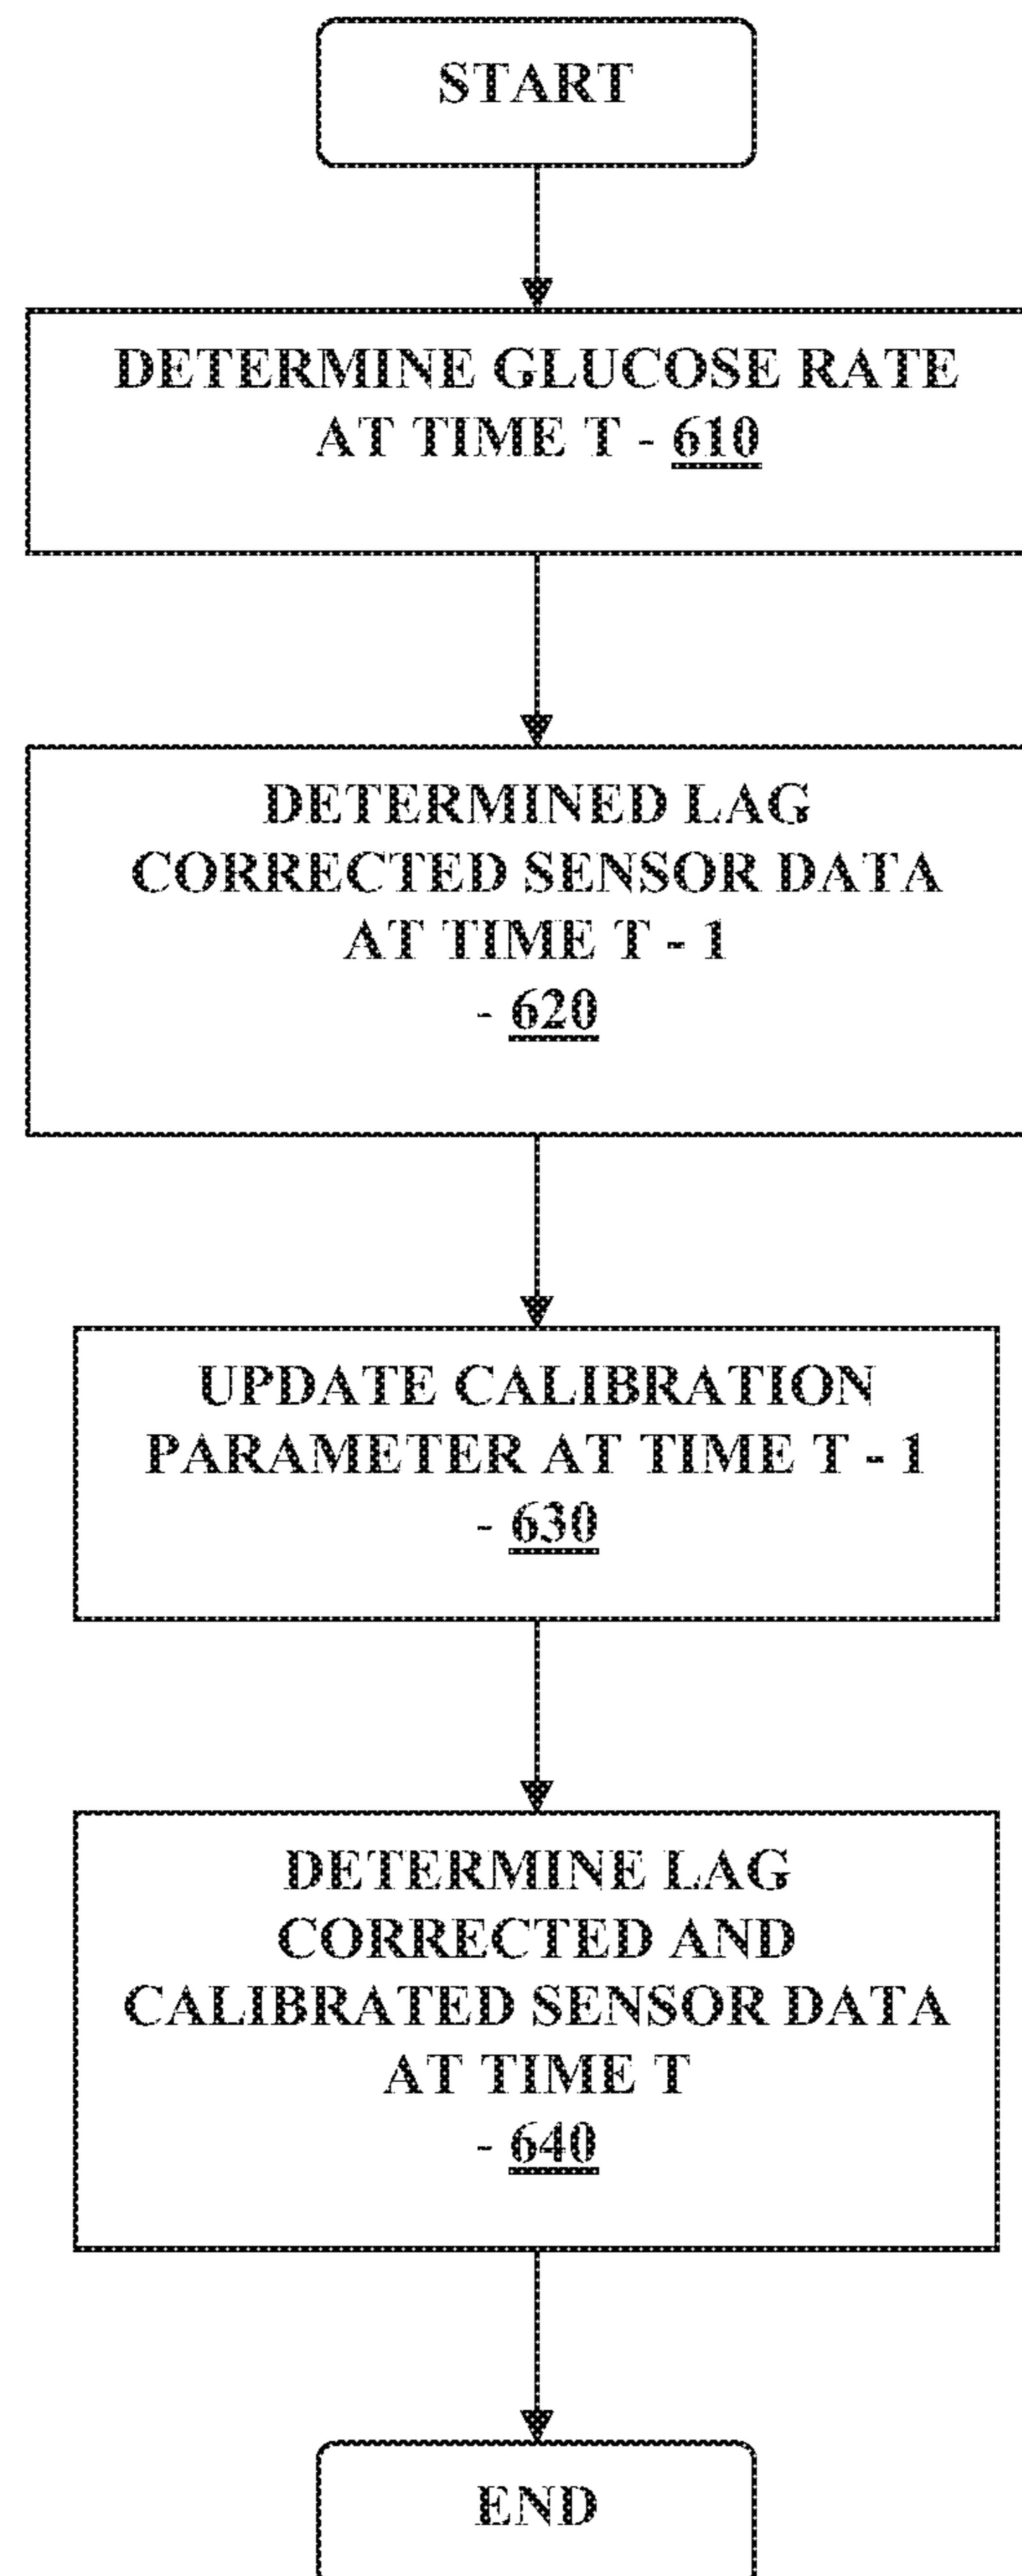 START
DETERMINE GLUCOSE RATE
AT TIME T - 610
DETERMINED LAG
CORRECTED SENSOR DATA
AT TIME T - 1
- 620
UPDATE CALIBRATION
PARAMETER AT TIME T - 1
- 630
DETERMINE LAG
CORRECTED AND
CALIBRATED SENSOR DATA
AT TIME T
- 640
END